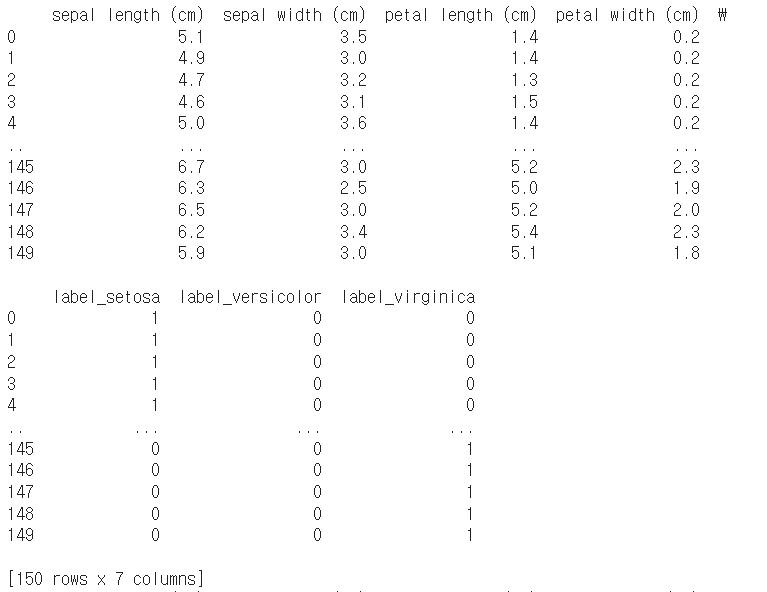 sepal length (cm) sepal width (cm) petal length (cm) petal width (cm) ₩
0 5.1 3.5 1.4 0.2
1 4.9 3.0 1.4 0.2
2 4.7 3.2 1.3 0.2
3 4.6 3.1 1.5 0.2
4 5.0 3.6 1.4 0.2
.. ... ... ... ...
145 6.7 3.0 5.2 2.3
146 6.3 2.5 5.0 1.9
147 6.5 3.0 5.2 2.0
148 6.2 3.4 5.4 2.3
149 5.9 3.0 5.1 1.8
label_setosa label_versicolor label_virginica
0 1 0 0
1 1 0 0
2 1 0 0
3 1 0 0
4 1 0 0
.. ... ... ...
145 0 0 1
146 0 0 1
147 0 0 1
148 0 0 1
149 0 0 1
[150 rows x 7 columns]